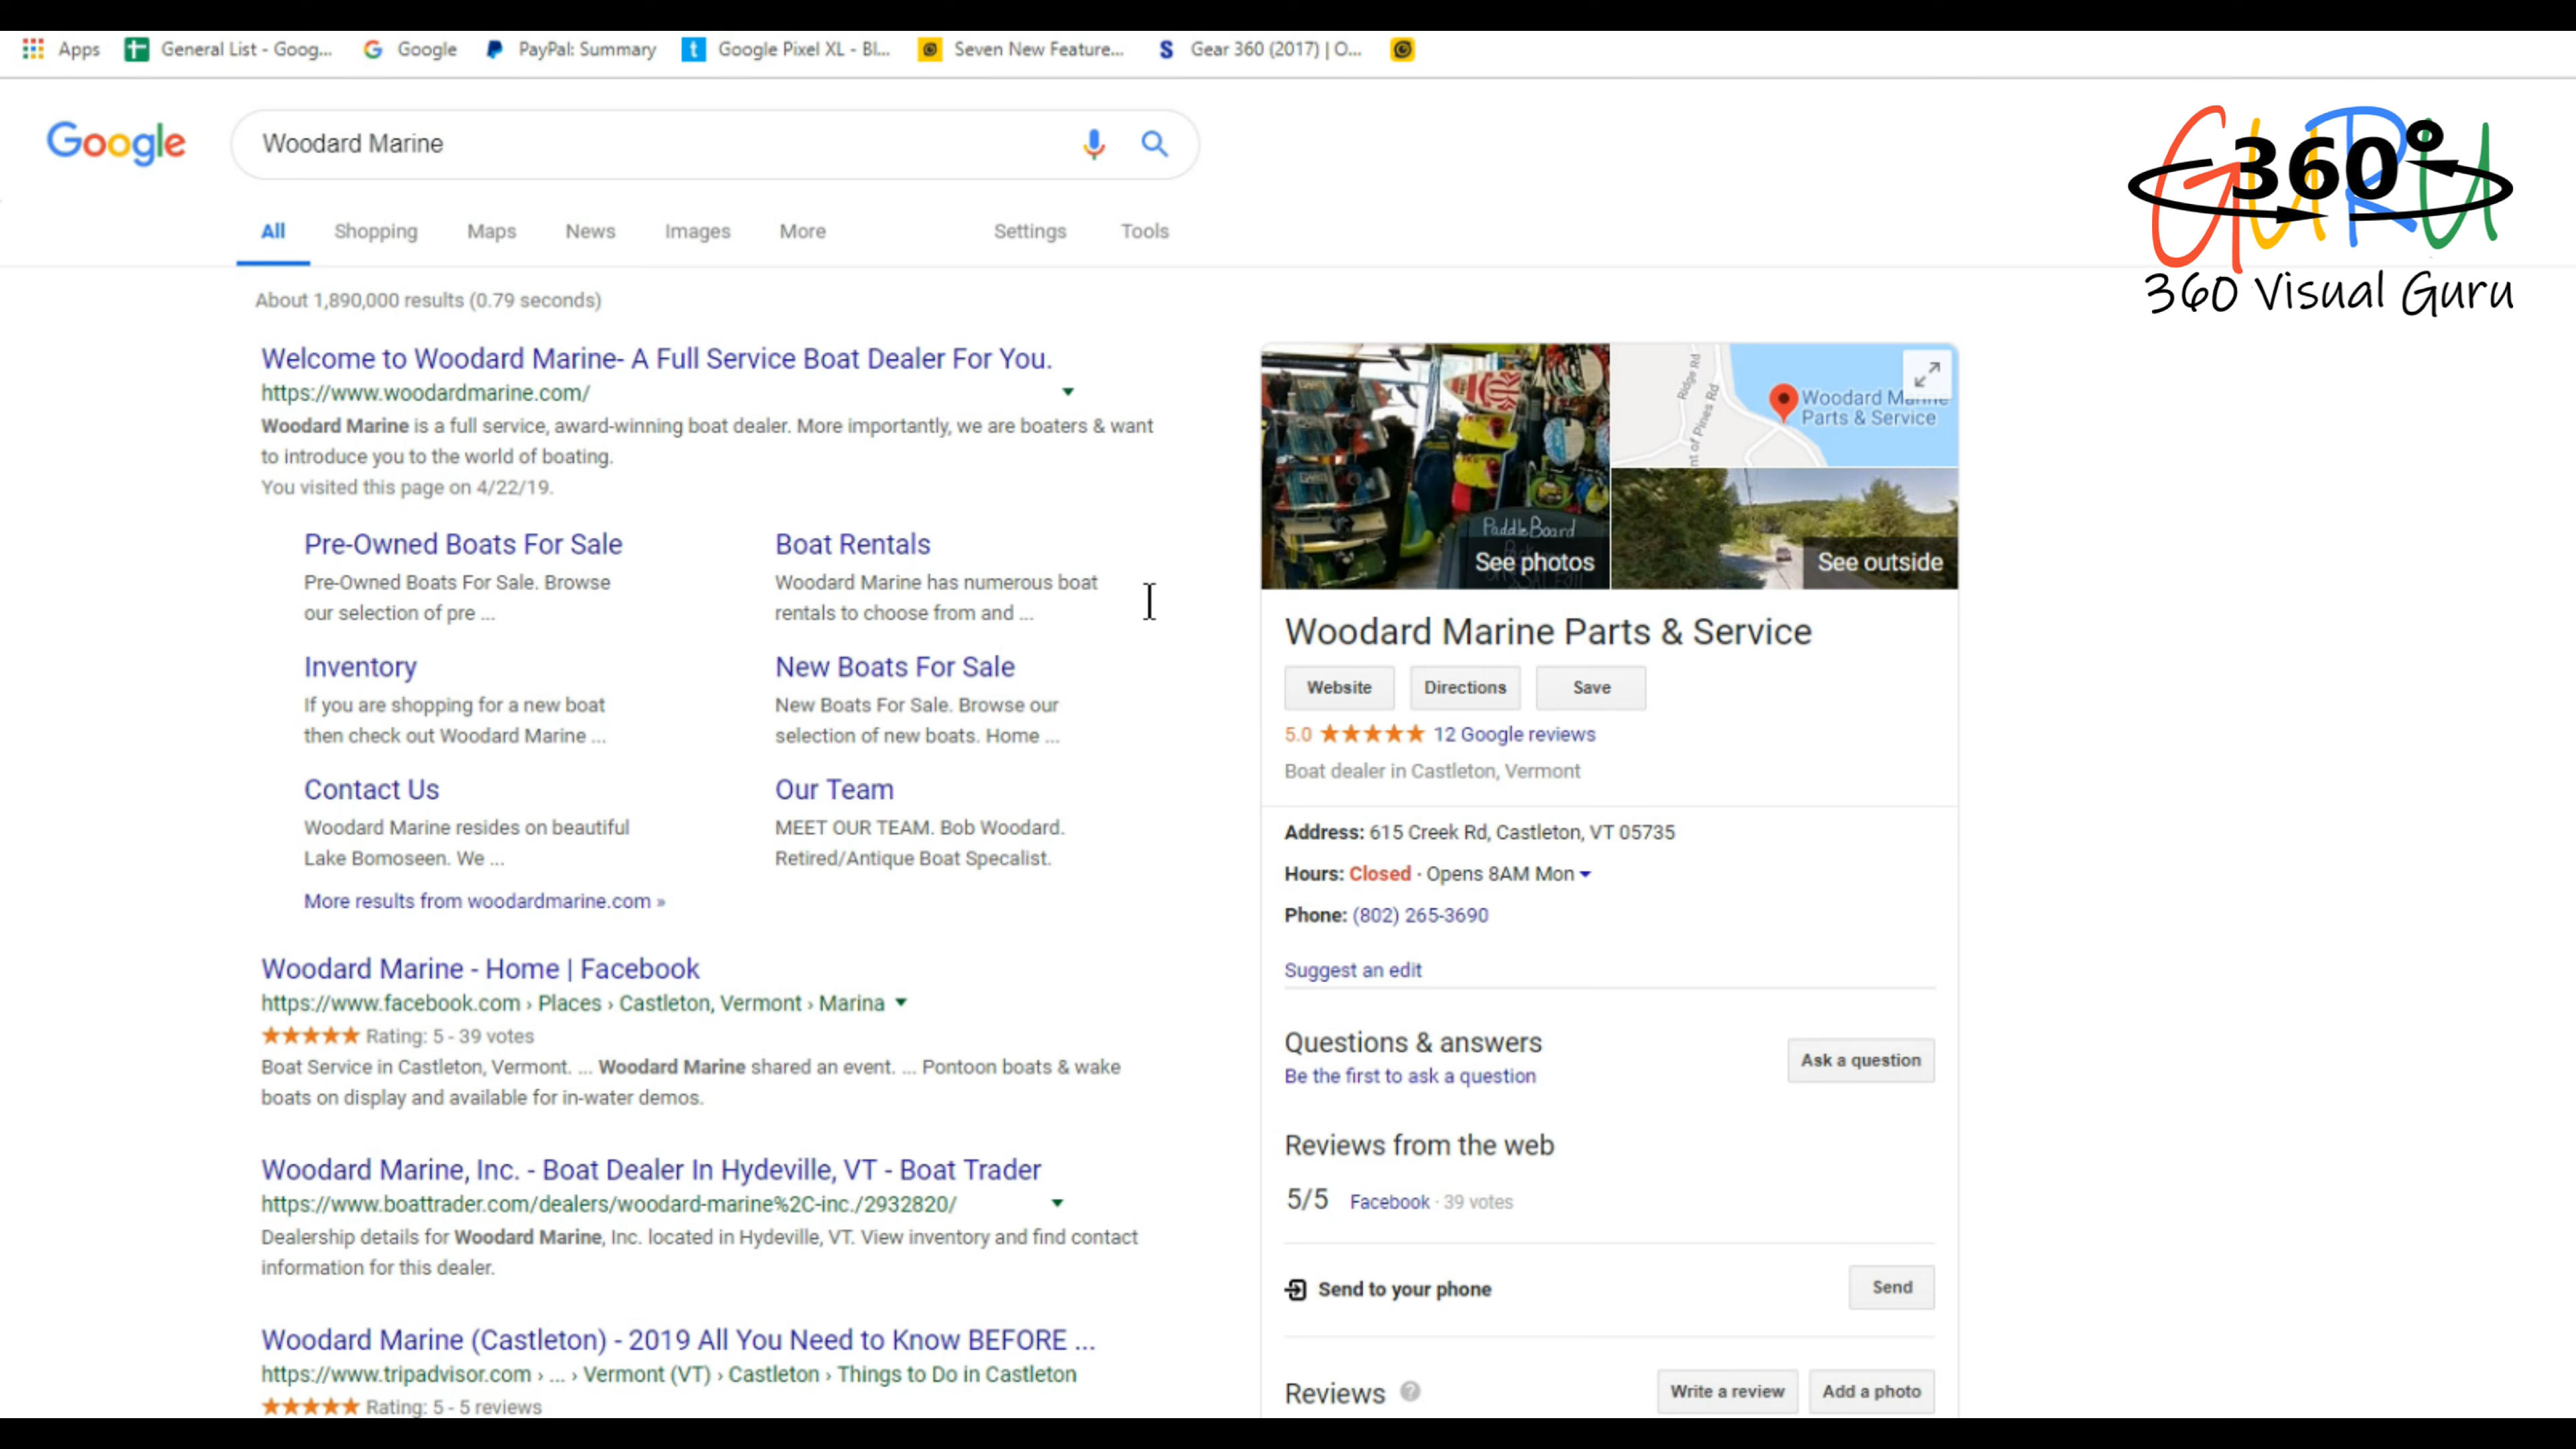 Apps General List - Goog... Google PayPal: Summary Google Pixel XL - Bl... Seven New Feature... Gear 360 (2017) | O...
Google
Woodard Marine
GURU
360°
360 Visual Guru
All Shopping Maps News Images More Settings Tools
About 1,890,000 results (0.79 seconds)
Welcome to Woodard Marine- A Full Service Boat Dealer For You.
https://www.woodardmarine.com/
Woodard Marine is a full service, award-winning boat dealer. More importantly, we are boaters & want
to introduce you to the world of boating.
You visited this page on 4/22/19.
Pre-Owned Boats For Sale
Pre-Owned Boats For Sale. Browse
our selection of pre ...
Boat Rentals
Woodard Marine has numerous boat
rentals to choose from and ...
Inventory
If you are shopping for a new boat
then check out Woodard Marine ...
New Boats For Sale
New Boats For Sale. Browse our
selection of new boats. Home ...
Contact Us
Woodard Marine resides on beautiful
Lake Bomoseen. We ...
Our Team
MEET OUR TEAM. Bob Woodard.
Retired/Antique Boat Specalist.
More results from woodardmarine.com »
Woodard Marine - Home | Facebook
https://www.facebook.com › Places › Castleton, Vermont › Marina
Rating: 5 - 39 votes
Boat Service in Castleton, Vermont. ... Woodard Marine shared an event. ... Pontoon boats & wake
boats on display and available for in-water demos.
Woodard Marine, Inc. - Boat Dealer In Hydeville, VT - Boat Trader
https://www.boattrader.com/dealers/woodard-marine%2C-inc./2932820/
Dealership details for Woodard Marine, Inc. located in Hydeville, VT. View inventory and find contact
information for this dealer.
Woodard Marine (Castleton) - 2019 All You Need to Know BEFORE ...
https://www.tripadvisor.com › ... › Vermont (VT) › Castleton › Things to Do in Castleton
Rating: 5 - 5 reviews
Paddle Board
See photos
Ridge Rd
nt of Pines Rd
Woodard Marine
Parts & Service
See outside
Woodard Marine Parts & Service
Website Directions Save
5.0 12 Google reviews
Boat dealer in Castleton, Vermont
Address: 615 Creek Rd, Castleton, VT 05735
Hours: Closed · Opens 8AM Mon
Phone: (802) 265-3690
Suggest an edit
Questions & answers
Be the first to ask a question
Ask a question
Reviews from the web
5/5 Facebook · 39 votes
Send to your phone Send
Reviews ? Write a review Add a photo